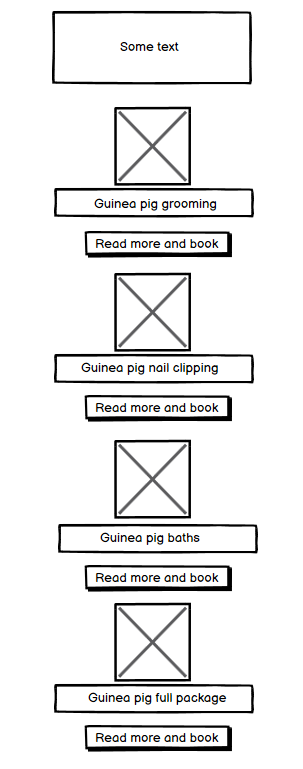 Some text
Guinea pig grooming
Read more and book
Guinea pig nail clipping
Read more and book
Guinea pig baths
Read more and book
Guinea pig full package
Read more and book